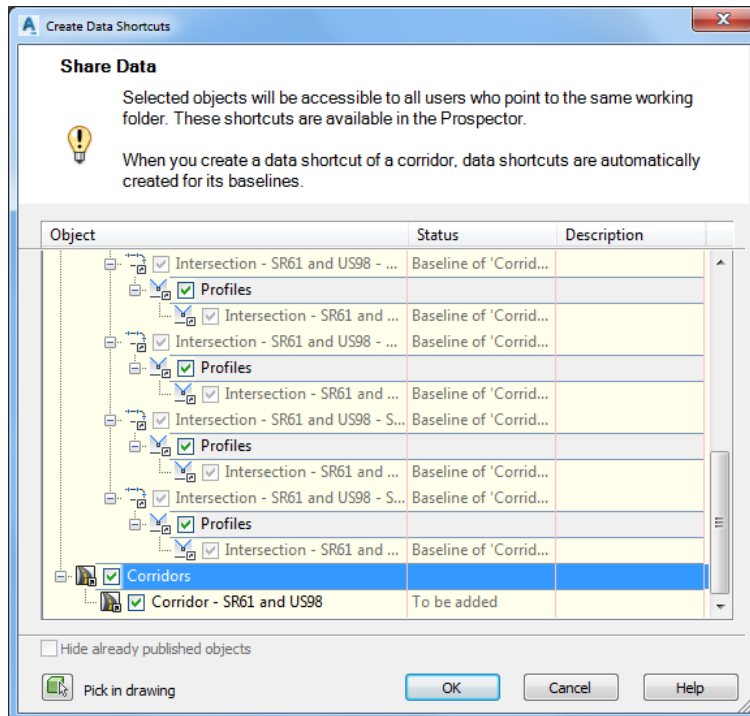 Create Data Shortcuts
Share Data
Selected objects will be accessible to all users who point to the same working
folder. These shortcuts are available in the Prospector.
When you create a data shortcut of a corridor, data shortcuts are automatically
created for its baselines.
Object Status Description
Intersection - SR61 and US98 - ... Baseline of 'Corrid...
Profiles
Intersection - SR61 and ... Baseline of 'Corrid...
Intersection - SR61 and US98 - ... Baseline of 'Corrid...
Profiles
Intersection - SR61 and ... Baseline of 'Corrid...
Intersection - SR61 and US98 - S... Baseline of 'Corrid...
Profiles
Intersection - SR61 and ... Baseline of 'Corrid...
Intersection - SR61 and US98 - S... Baseline of 'Corrid...
Profiles
Intersection - SR61 and ... Baseline of 'Corrid...
Corridors
Corridor - SR61 and US98 To be added
Hide already published objects
Pick in drawing OK Cancel Help